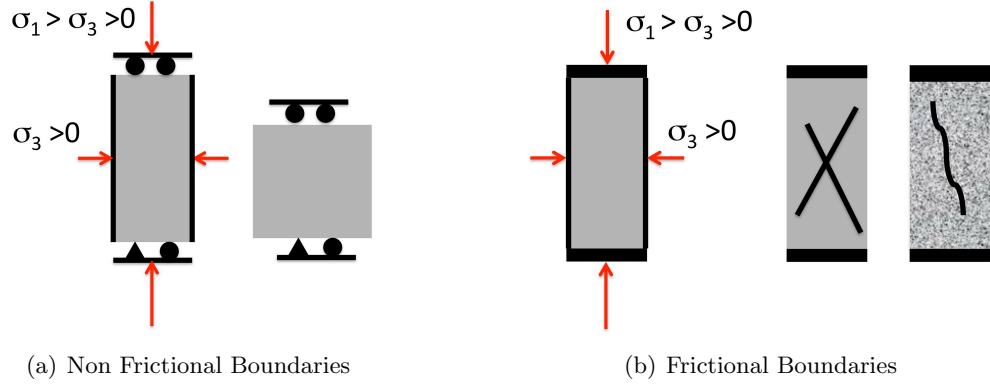 σ₁ > σ₃ >0
σ₃ >0
(a) Non Frictional Boundaries
σ₁ > σ₃ >0
σ₃ >0
(b) Frictional Boundaries